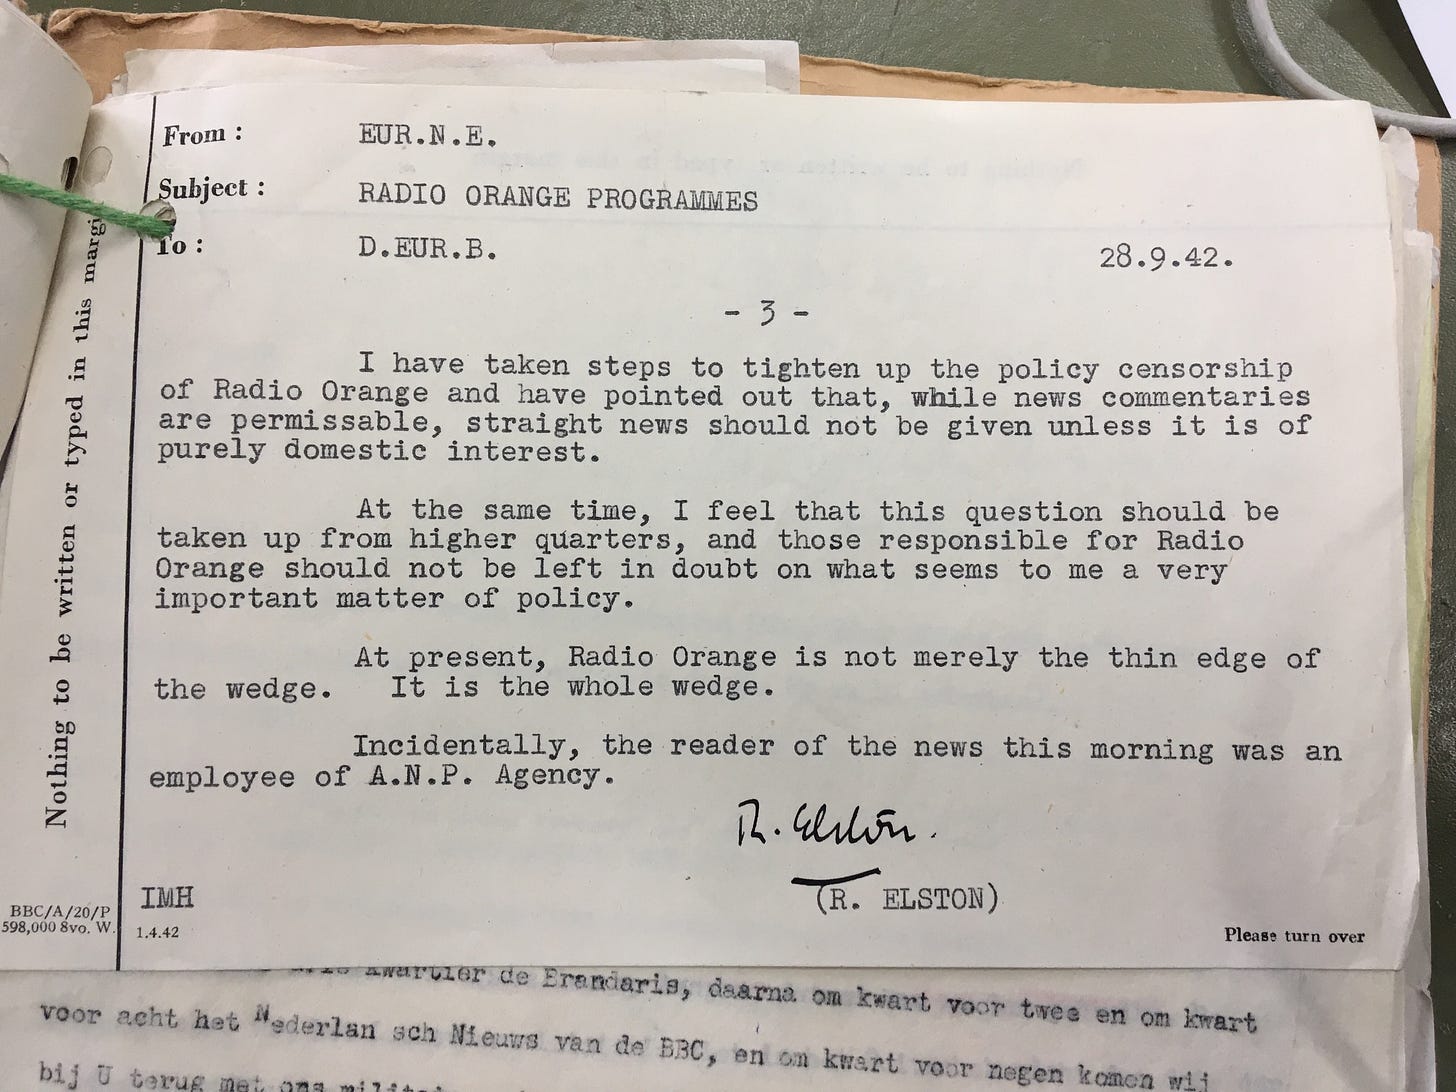 From : EUR.N.E.
Subject : RADIO ORANGE PROGRAMMES
To : D.EUR.B. 28.9.42.
- 3 -
I have taken steps to tighten up the policy censorship
of Radio Orange and have pointed out that, while news commentaries
are permissable, straight news should not be given unless it is of
purely domestic interest.
At the same time, I feel that this question should be
taken up from higher quarters, and those responsible for Radio
Orange should not be left in doubt on what seems to me a very
important matter of policy.
At present, Radio Orange is not merely the thin edge of
the wedge. It is the whole wedge.
Incidentally, the reader of the news this morning was an
employee of A.N.P. Agency.
R. Elston.
(R. ELSTON)
IMH
1.4.42
Please turn over
Nothing to be written or typed in this margi
BBC/A/20/P
598,000 8vo. W.
kwartier de Brandaris, daarna om kwart voor twee en om kwart
voor acht het Nederlan sch Nieuws van de BBC, en om kwart voor negen komen wij
bij U terug met ons